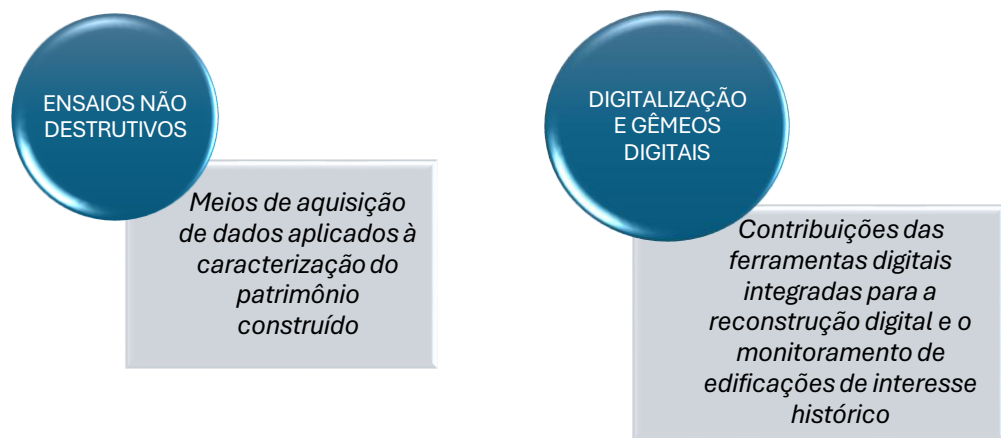 ENSAIOS NÃO
DESTRUTIVOS
Meios de aquisição
de dados aplicados à
caracterização do
patrimônio
construído
DIGITALIZAÇÃO
E GÊMEOS
DIGITAIS
Contribuições das
ferramentas digitais
integradas para a
reconstrução digital e o
monitoramento de
edificações de interesse
histórico